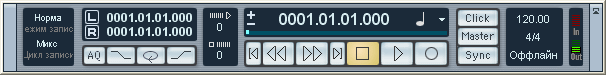 Норма
ежим запис
Микс
Цикл записи
L 0001.01.01.000
R 0001.01.01.000
AQ
0
0
+
−
0001.01.01.000
Click
Master
Sync
120.00
4/4
Оффлайн
In
Out